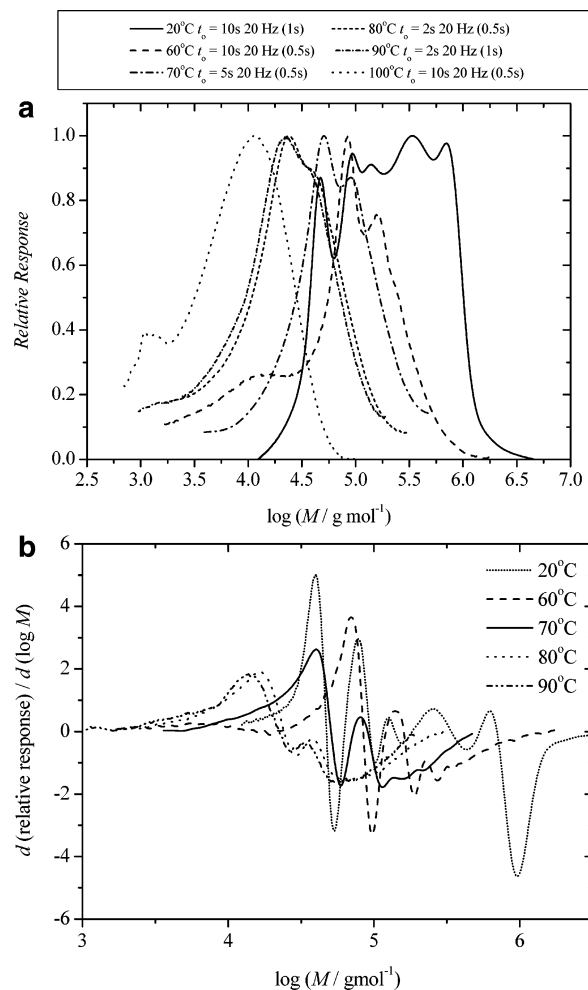 20°C t₀ = 10s 20 Hz (1s)
80°C t₀ = 2s 20 Hz (0.5s)
60°C t₀ = 10s 20 Hz (0.5s)
90°C t₀ = 2s 20 Hz (1s)
70°C t₀ = 5s 20 Hz (0.5s)
100°C t₀ = 10s 20 Hz (0.5s)
a
1.0
0.8
0.6
0.4
0.2
0.0
Relative Response
2.5 3.0 3.5 4.0 4.5 5.0 5.5 6.0 6.5 7.0
log (M / g mol⁻¹)
b
6
4
2
0
-2
-4
-6
d (relative response) / d (log M)
20°C
60°C
70°C
80°C
90°C
3 4 5 6
log (M / gmol⁻¹)